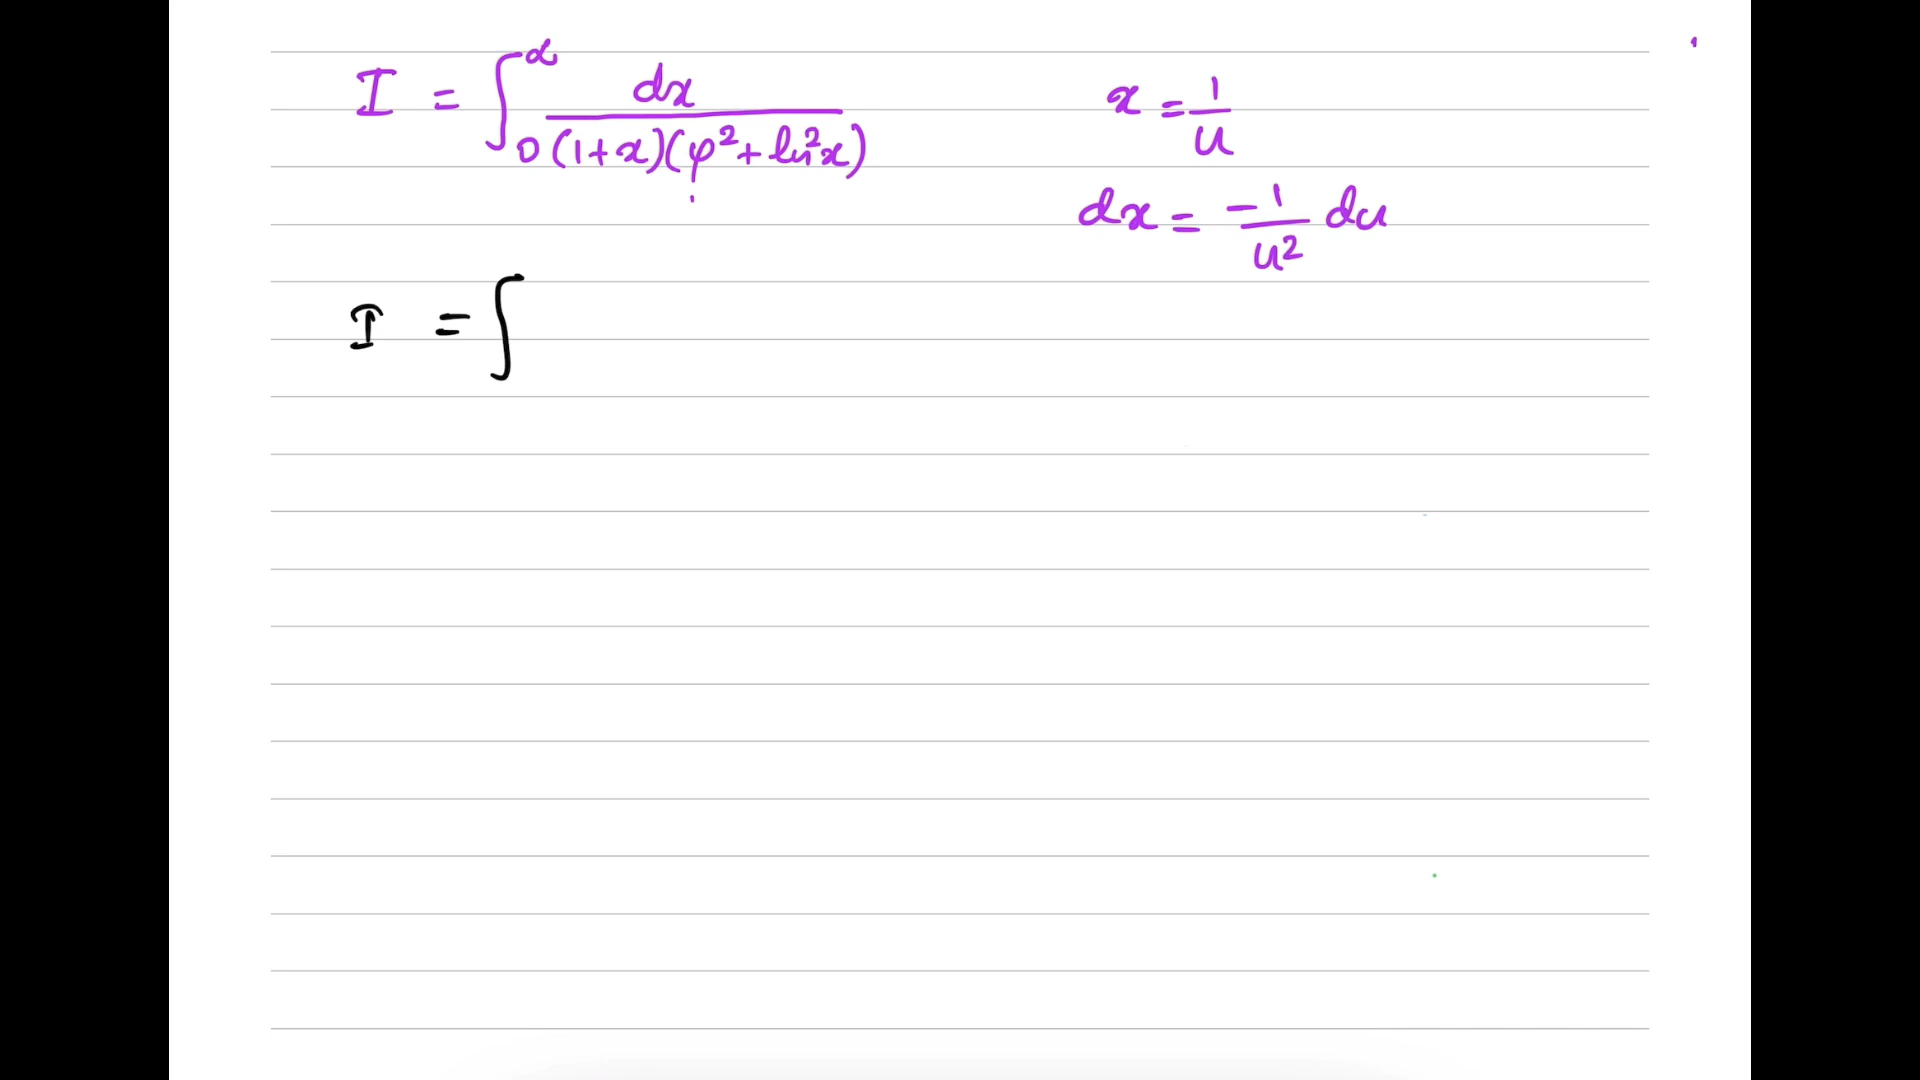 I = ∫₀^∝ dx / (1+x)(φ²+ln²x)
x = 1/u
dx = -1/u² du
I = ∫